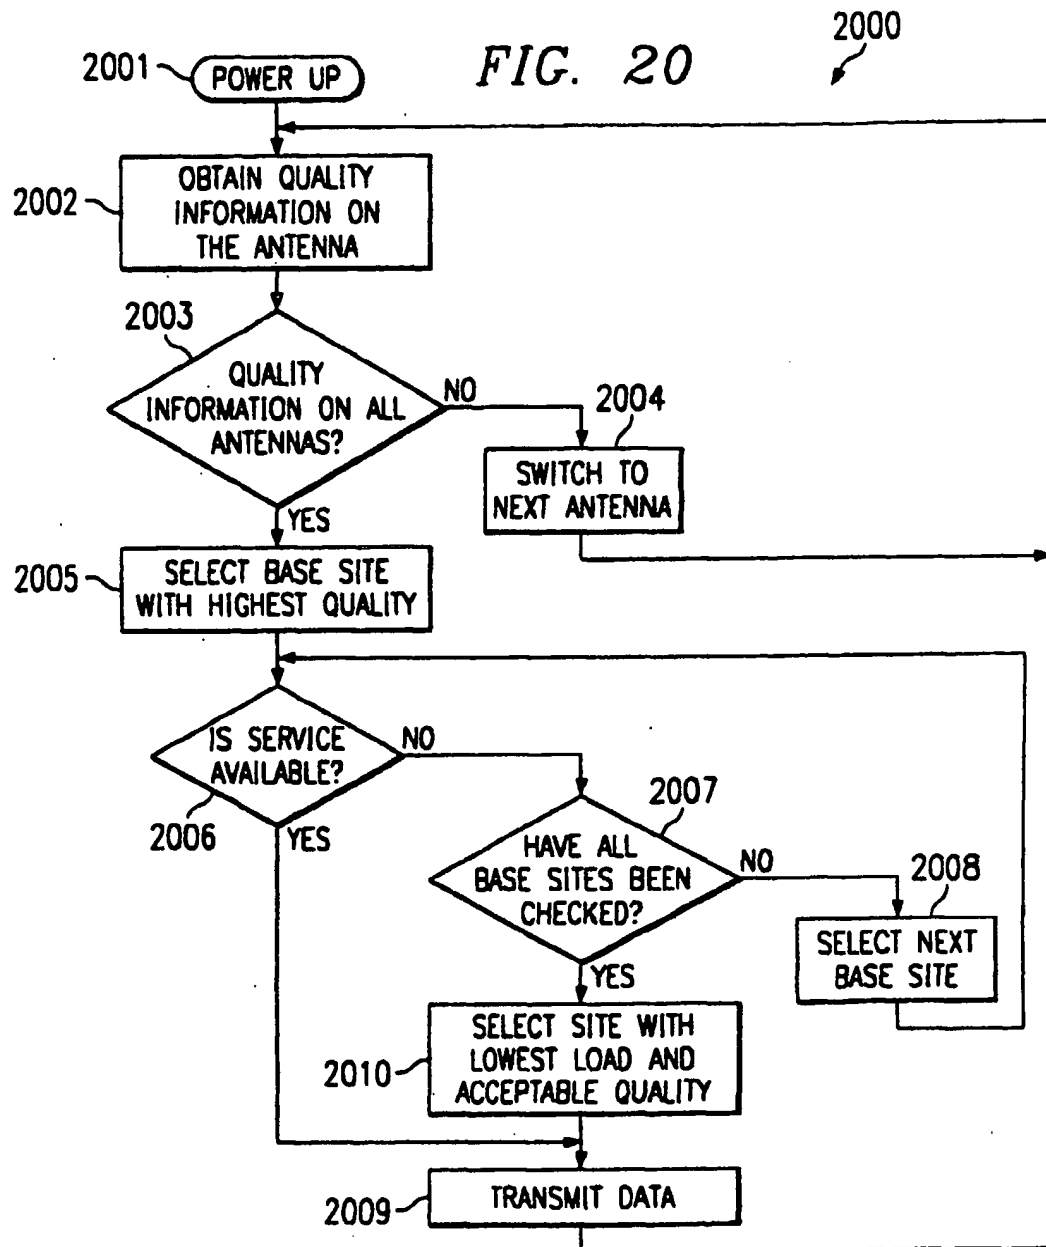 2000
FIG. 20
2001
POWER UP
2002
OBTAIN QUALITY
INFORMATION ON
THE ANTENNA
2003
QUALITY
INFORMATION ON ALL
ANTENNAS?
NO
2004
SWITCH TO
NEXT ANTENNA
YES
2005
SELECT BASE SITE
WITH HIGHEST QUALITY
IS SERVICE
AVAILABLE?
NO
2006
YES
2007
HAVE ALL
BASE SITES BEEN
CHECKED?
NO
2008
SELECT NEXT
BASE SITE
YES
2010
SELECT SITE WITH
LOWEST LOAD AND
ACCEPTABLE QUALITY
2009
TRANSMIT DATA